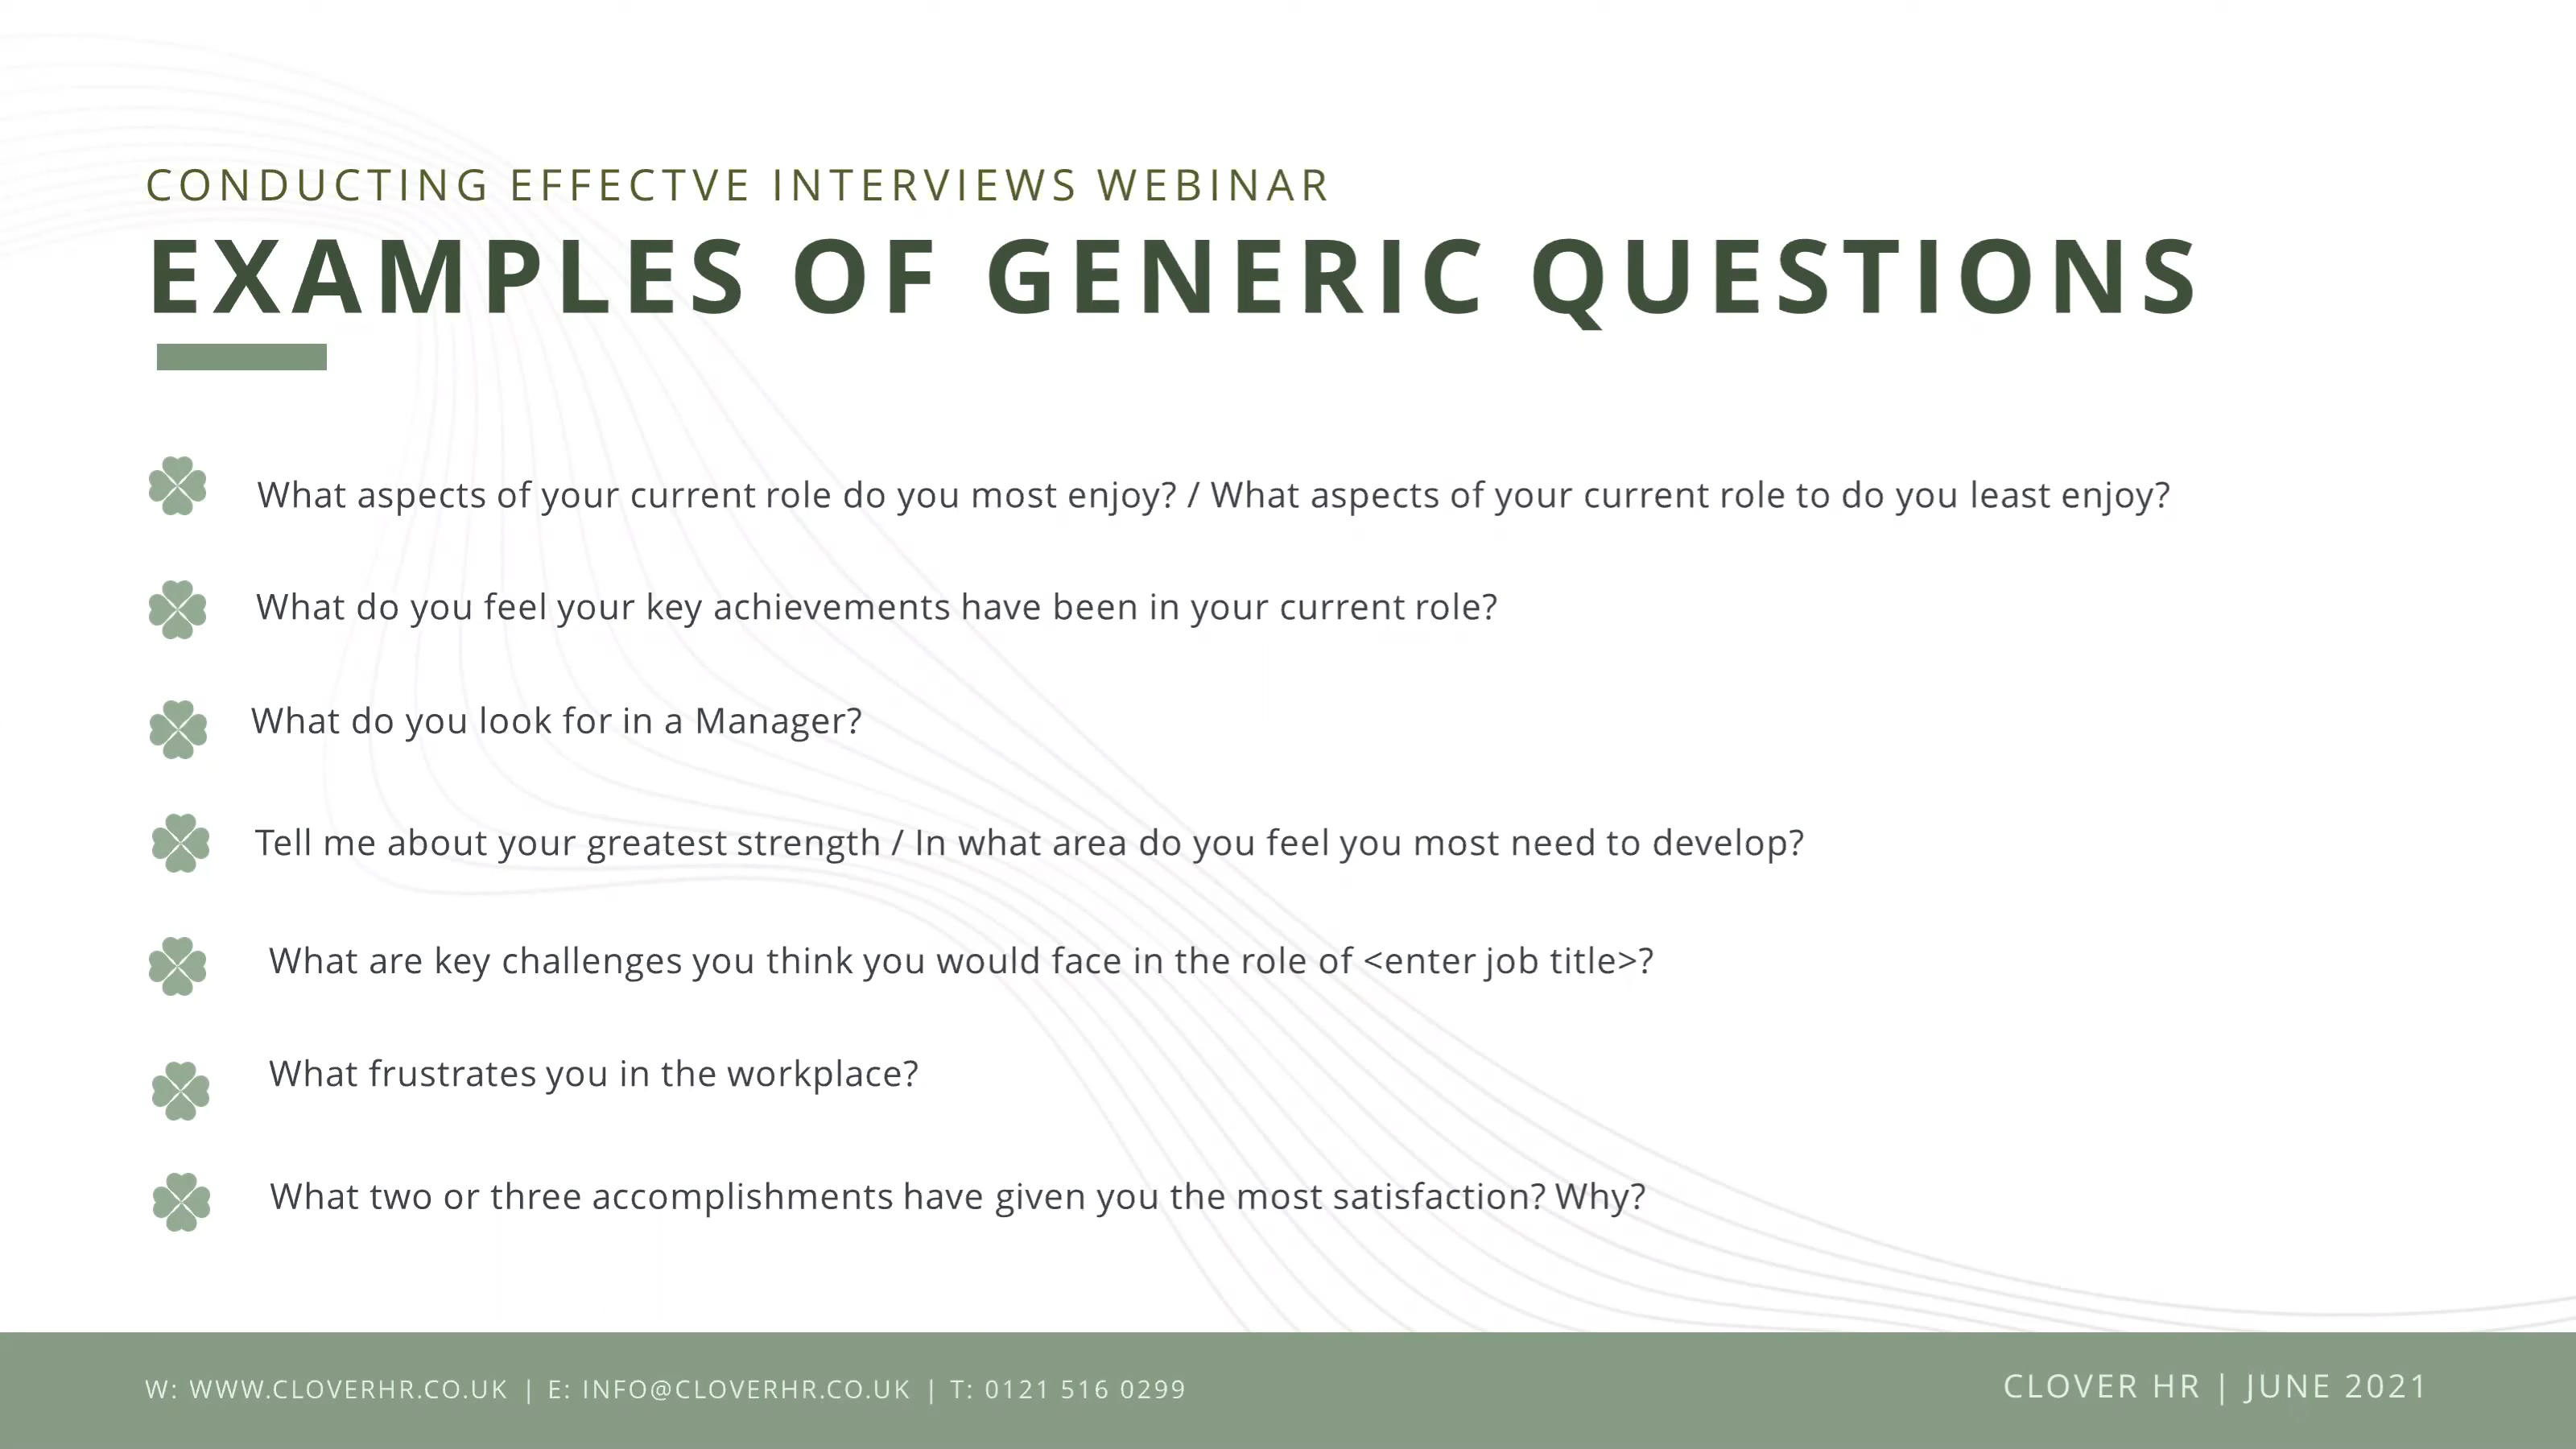 CONDUCTING EFFECTVE INTERVIEWS WEBINAR
EXAMPLES OF GENERIC QUESTIONS
What aspects of your current role do you most enjoy? / What aspects of your current role to do you least enjoy?
What do you feel your key achievements have been in your current role?
What do you look for in a Manager?
Tell me about your greatest strength / In what area do you feel you most need to develop?
What are key challenges you think you would face in the role of <enter job title>?
What frustrates you in the workplace?
What two or three accomplishments have given you the most satisfaction? Why?
W: WWW.CLOVERHR.CO.UK | E: INFO@CLOVERHR.CO.UK | T: 0121 516 0299
CLOVER HR | JUNE 2021